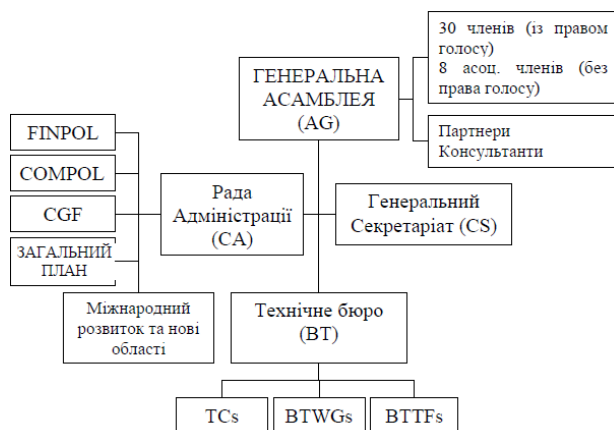 30 членів (із правом
голосу)
8 асоц. членів (без
права голосу)
ГЕНЕРАЛЬНА
АСАМБЛЕЯ
(AG)
Партнери
Консультанти
FINPOL
COMPOL
CGF
ЗАГАЛЬНИЙ
ПЛАН
Рада
Адміністрації
(CA)
Генеральний
Секретаріат (CS)
Міжнародний
розвиток та нові
області
Технічне бюро
(BT)
TCs
BTWGs
BTTFs